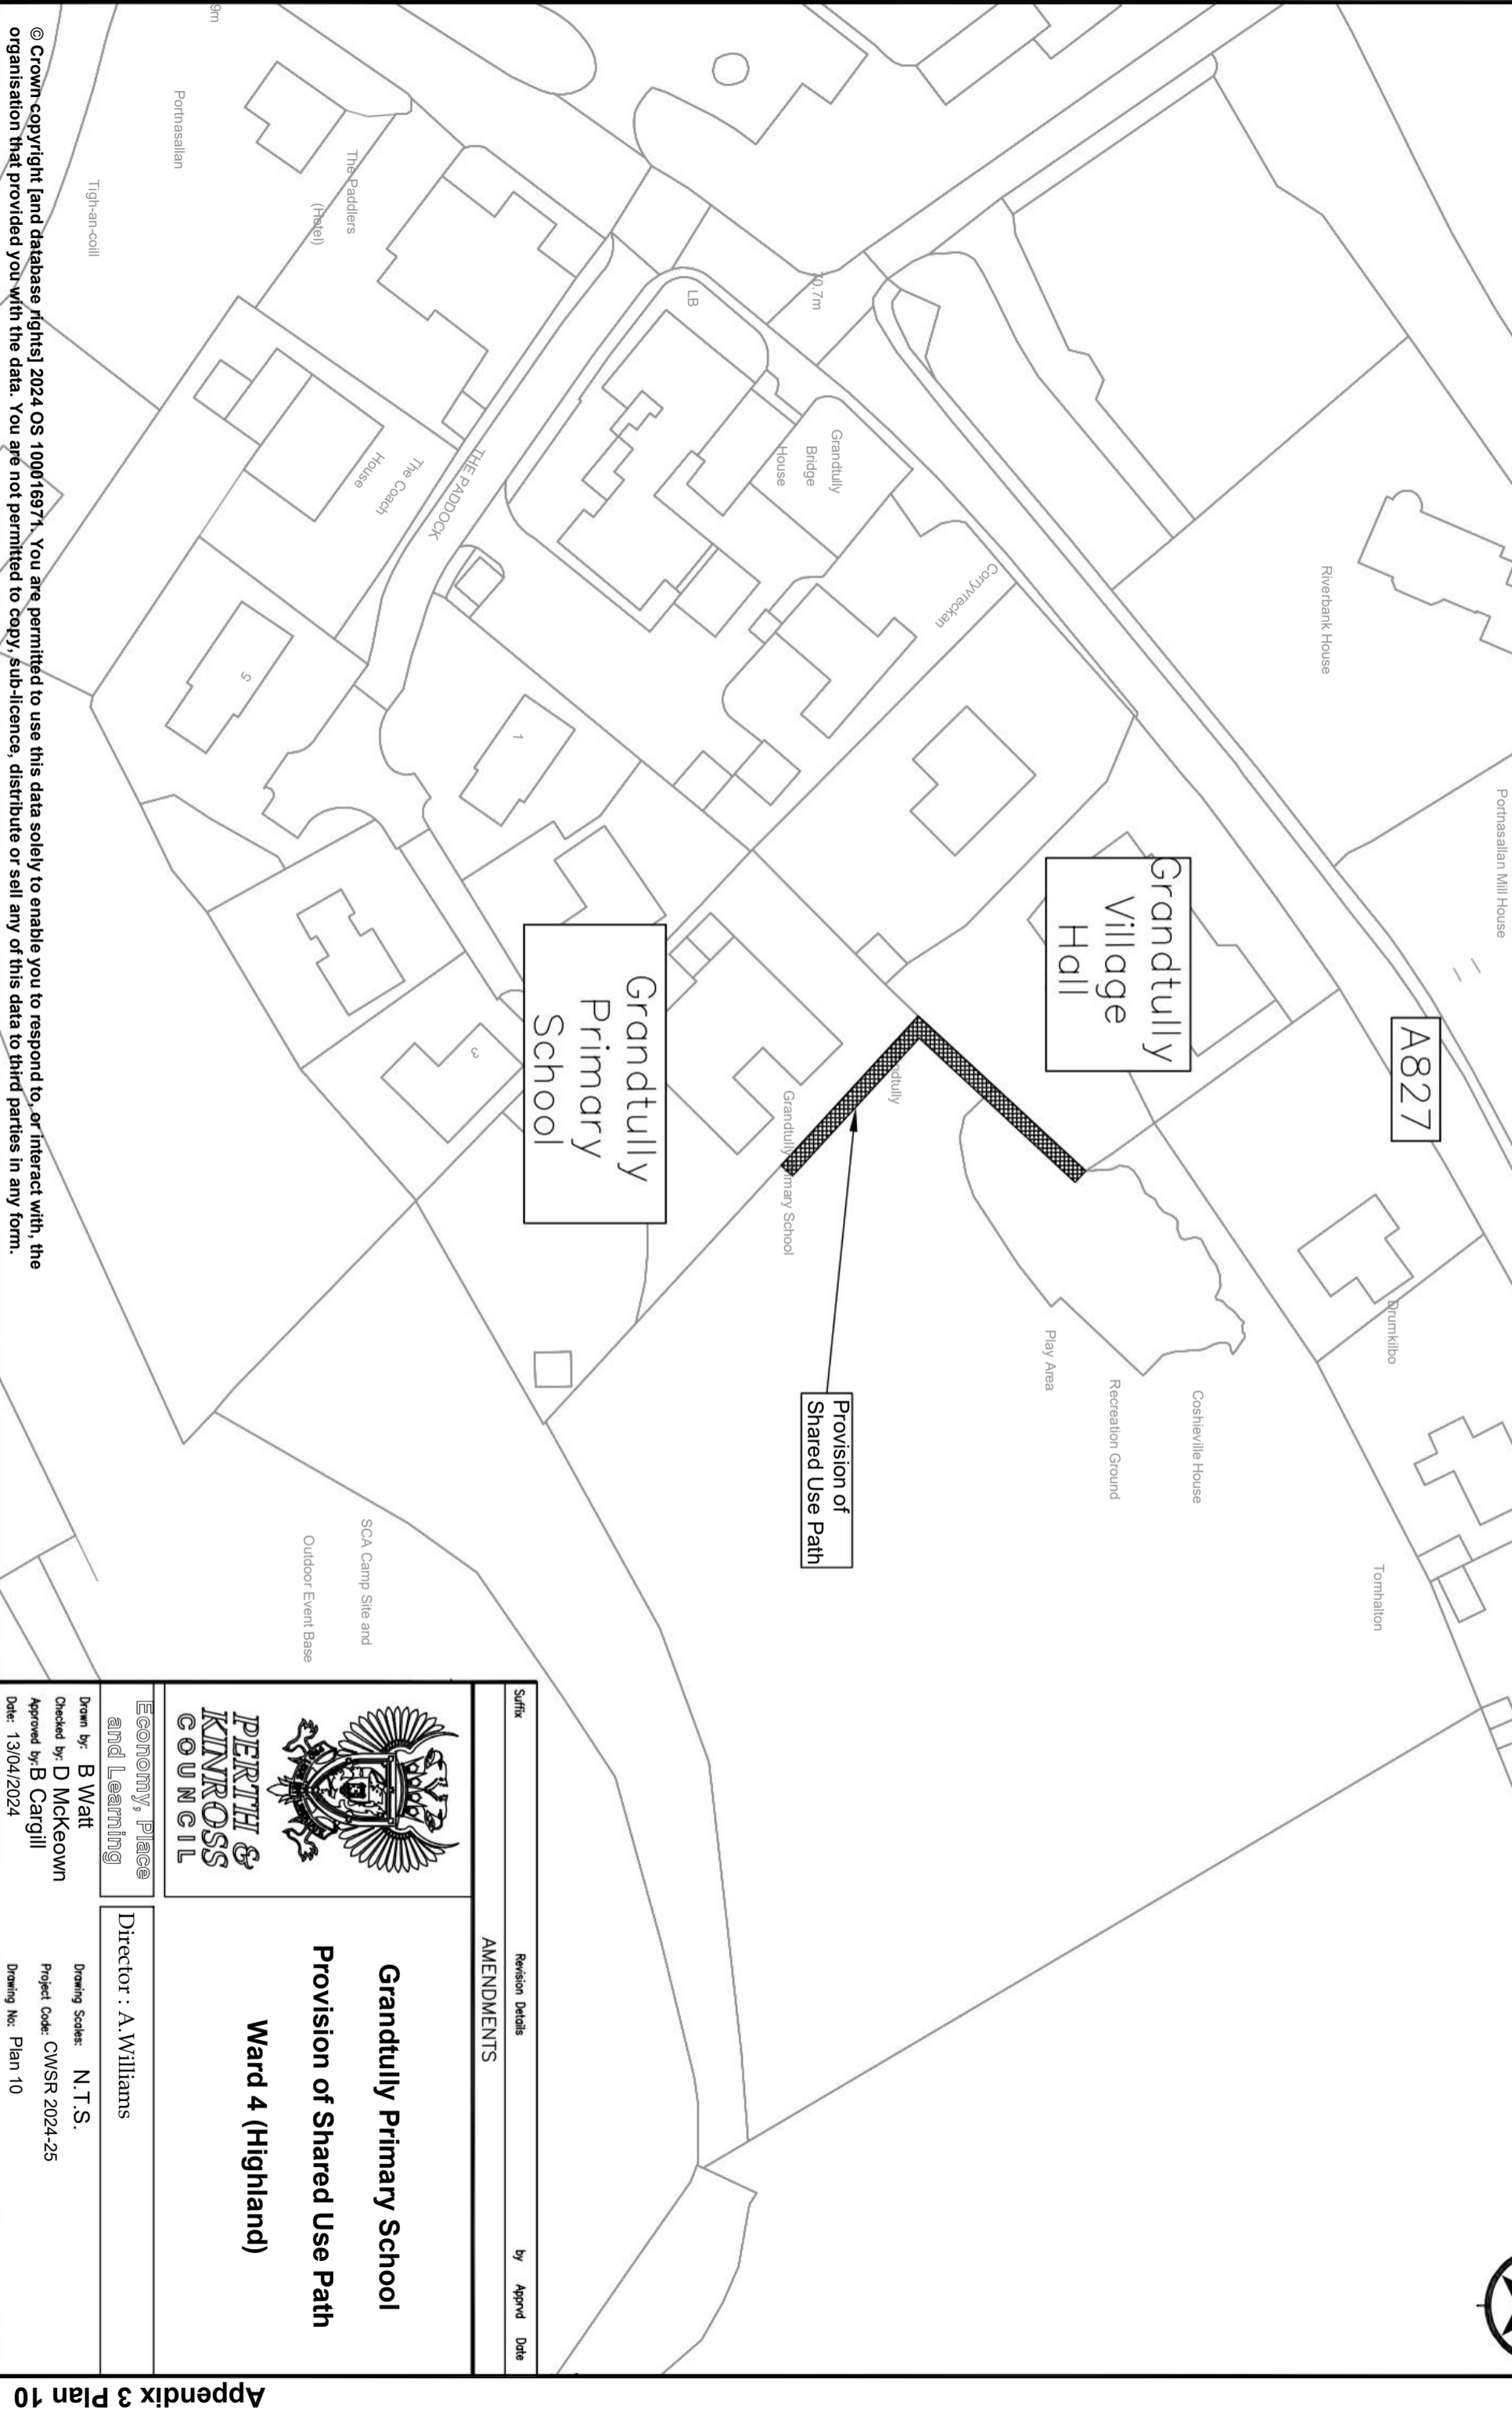 Riverbank House
Portnasallan Mill House
A827
Drumkilbo
Tomhalton
Coshieville House
Recreation Ground
Play Area
Grandtully
Village
Hall
Corryvreckan
Grandtully
Bridge
House
0.7m
LB
dtully
Grandtully
mary School
Provision of
Shared Use Path
Grandtully
Primary
School
THE PADDOCK
The Coach
House
The Paddlers
(Hotel)
Portnasallan
Tigh-an-coill
9m
1
5
3
SCA Camp Site and
Outdoor Event Base
Suffix Revision Details by Apprvd Date
AMENDMENTS
PERTH &
KINROSS
COUNCIL
Grandtully Primary School
Provision of Shared Use Path
Ward 4 (Highland)
Economy, Place
and Learning
Director : A.Williams
Drawn by: B Watt
Checked by: D McKeown
Approved by: B Cargill
Date: 13/04/2024
Drawing Scales: N.T.S.
Project Code: CWSR 2024-25
Drawing No: Plan 10
© Crown copyright [and database rights] 2024 OS 100016971. You are permitted to use this data solely to enable you to respond to, or interact with, the
organisation that provided you with the data. You are not permitted to copy, sub-licence, distribute or sell any of this data to third parties in any form.
Appendix 3 Plan 10